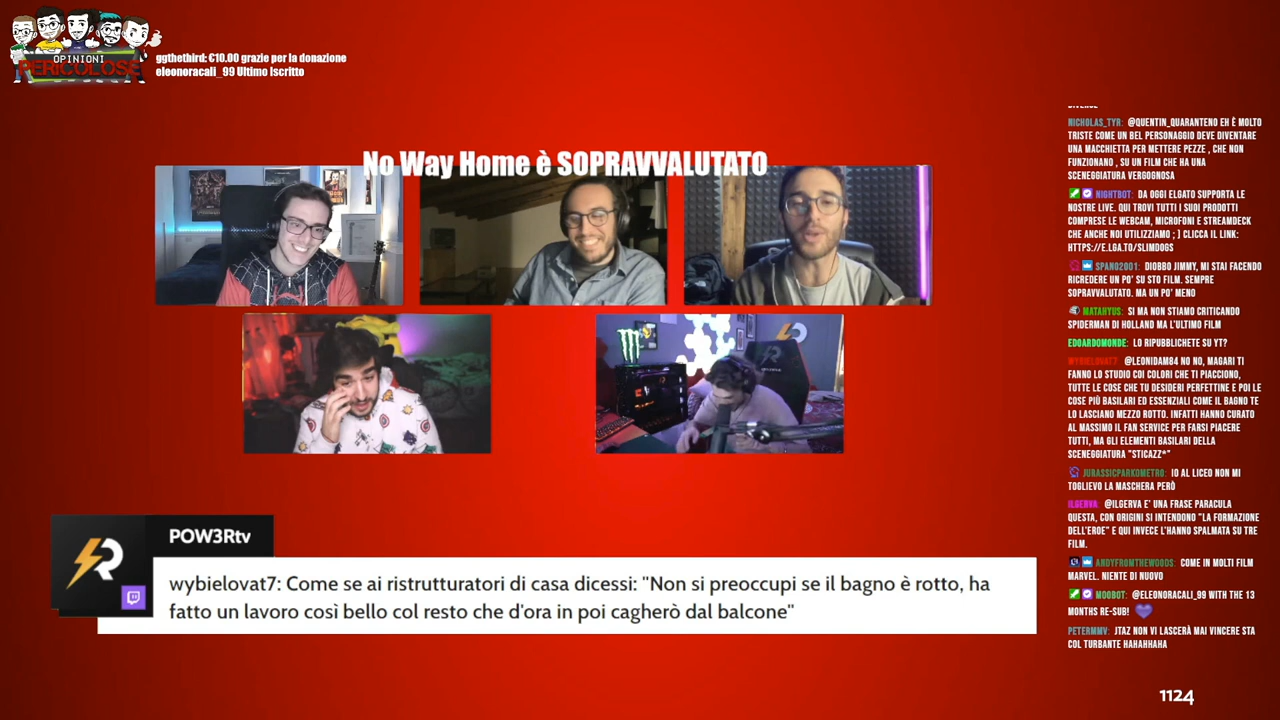 OPINIONI
PERICOLOSE
ggthethird: €10.00 grazie per la donazione
eleonoracali_99 Ultimo Iscritto
No Way Home è SOPRAVVALUTATO
DIVERSE
NICHOLAS_TYR: @QUENTIN_QUARANTENO EH È MOLTO
TRISTE COME UN BEL PERSONAGGIO DEVE DIVENTARE
UNA MACCHIETTA PER METTERE PEZZE , CHE NON
FUNZIONANO , SU UN FILM CHE HA UNA
SCENEGGIATURA VERGOGNOSA
NIGHTBOT: DA OGGI ELGATO SUPPORTA LE
NOSTRE LIVE. QUI TROVI TUTTI I SUOI PRODOTTI
COMPRESE LE WEBCAM, MICROFONI E STREAMDECK
CHE ANCHE NOI UTILIZZIAMO ; ] CLICCA IL LINK:
HTTPS://E.LGA.TO/SLIMDOGS
SPANO2001: DIOBBO JIMMY, MI STAI FACENDO
RICREDERE UN PO' SU STO FILM. SEMPRE
SOPRAVVALUTATO. MA UN PO' MENO
MATAHYUS: SI MA NON STIAMO CRITICANDO
SPIDERMAN DI HOLLAND MA L'ULTIMO FILM
EDOARDOMONDE: LO RIPUBBLICHETE SU YT?
WYBIELOVAT7: @LEONIDAM84 NO NO, MAGARI TI
FANNO LO STUDIO COI COLORI CHE TI PIACCIONO,
TUTTE LE COSE CHE TU DESIDERI PERFETTINE E POI LE
COSE PIÙ BASILARI ED ESSENZIALI COME IL BAGNO TE
LO LASCIANO MEZZO ROTTO. INFATTI HANNO CURATO
AL MASSIMO IL FAN SERVICE PER FARSI PIACERE
TUTTI, MA GLI ELEMENTI BASILARI DELLA
SCENEGGIATURA "STICAZZ*"
JURASSICPARKOMETRO: IO AL LICEO NON MI
TOGLIEVO LA MASCHERA PERÒ
ILGERVA: @ILGERVA E' UNA FRASE PARACULA
QUESTA, CON ORIGINI SI INTENDONO "LA FORMAZIONE
DELL'EROE" E QUI INVECE L'HANNO SPALMATA SU TRE
FILM.
ANDYFROMTHEWOODS: COME IN MOLTI FILM
MARVEL. NIENTE DI NUOVO
MOOBOT: @ELEONORACALI_99 WITH THE 13
MONTHS RE-SUB!
PETERMMV: JTAZ NON VI LASCERÀ MAI VINCERE STA
COL TURBANTE HAHAHHAHA
POW3Rtv
wybielovat7: Come se ai ristrutturatori di casa dicessi: "Non si preoccupi se il bagno è rotto, ha
fatto un lavoro così bello col resto che d'ora in poi cagherò dal balcone"
1124